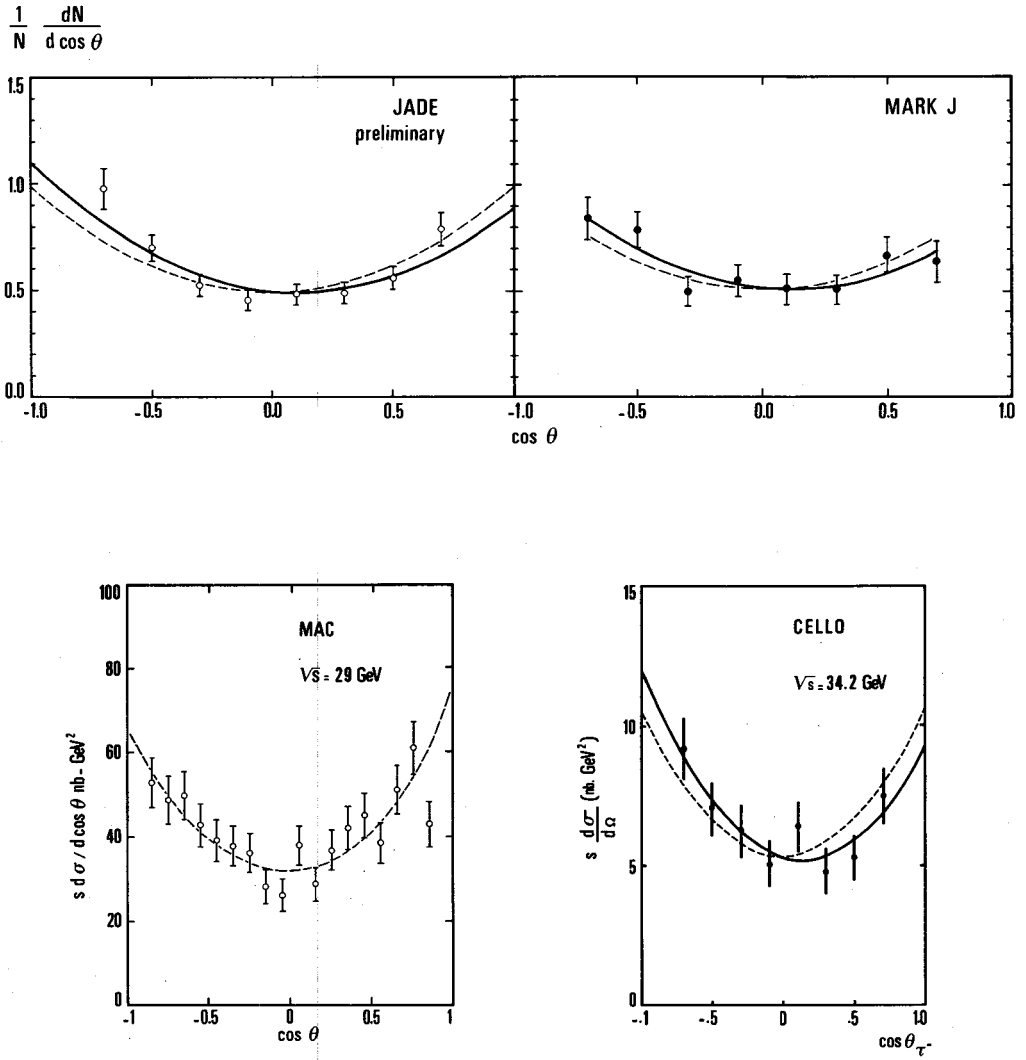 1/N dN/d cos θ
JADE
preliminary
MARK J
1.5
1.0
0.5
0.0
-1.0 -0.5 0.0 0.5 -1.0 -0.5 0.0 0.5 1.0
cos θ
MAC
√s = 29 GeV
s dσ / d cos θ nb-GeV²
100
80
60
40
20
0
-1 -0.5 0 0.5 1
cos θ
CELLO
√s = 34.2 GeV
s dσ/dΩ (nb. GeV²)
15
10
5
0
-1 -.5 0 .5 1.0
cos θτ-